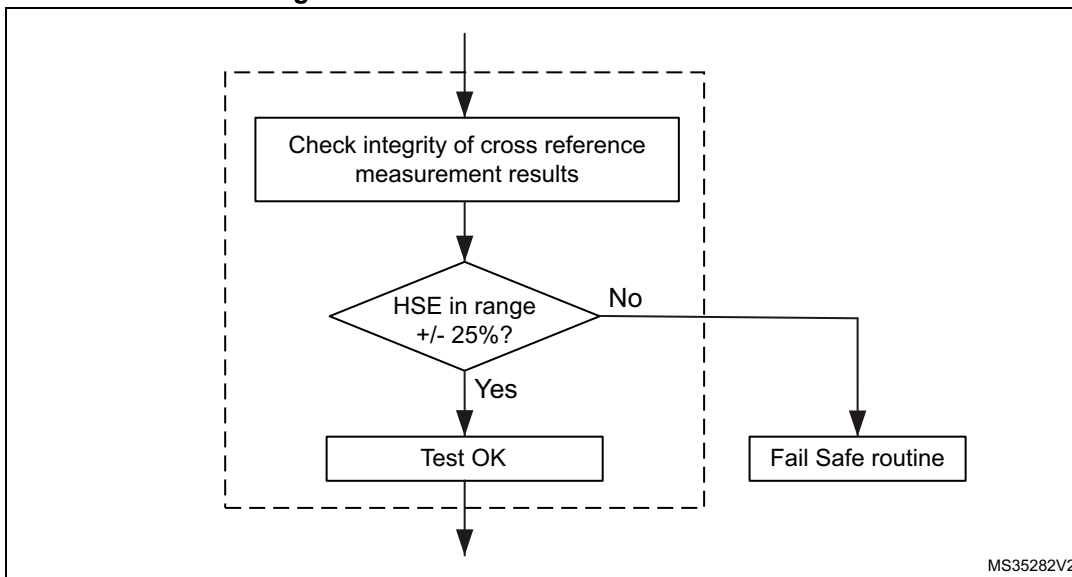 Check integrity of cross reference
measurement results
HSE in range
+/- 25%?
No
Yes
Test OK
Fail Safe routine
MS35282V2